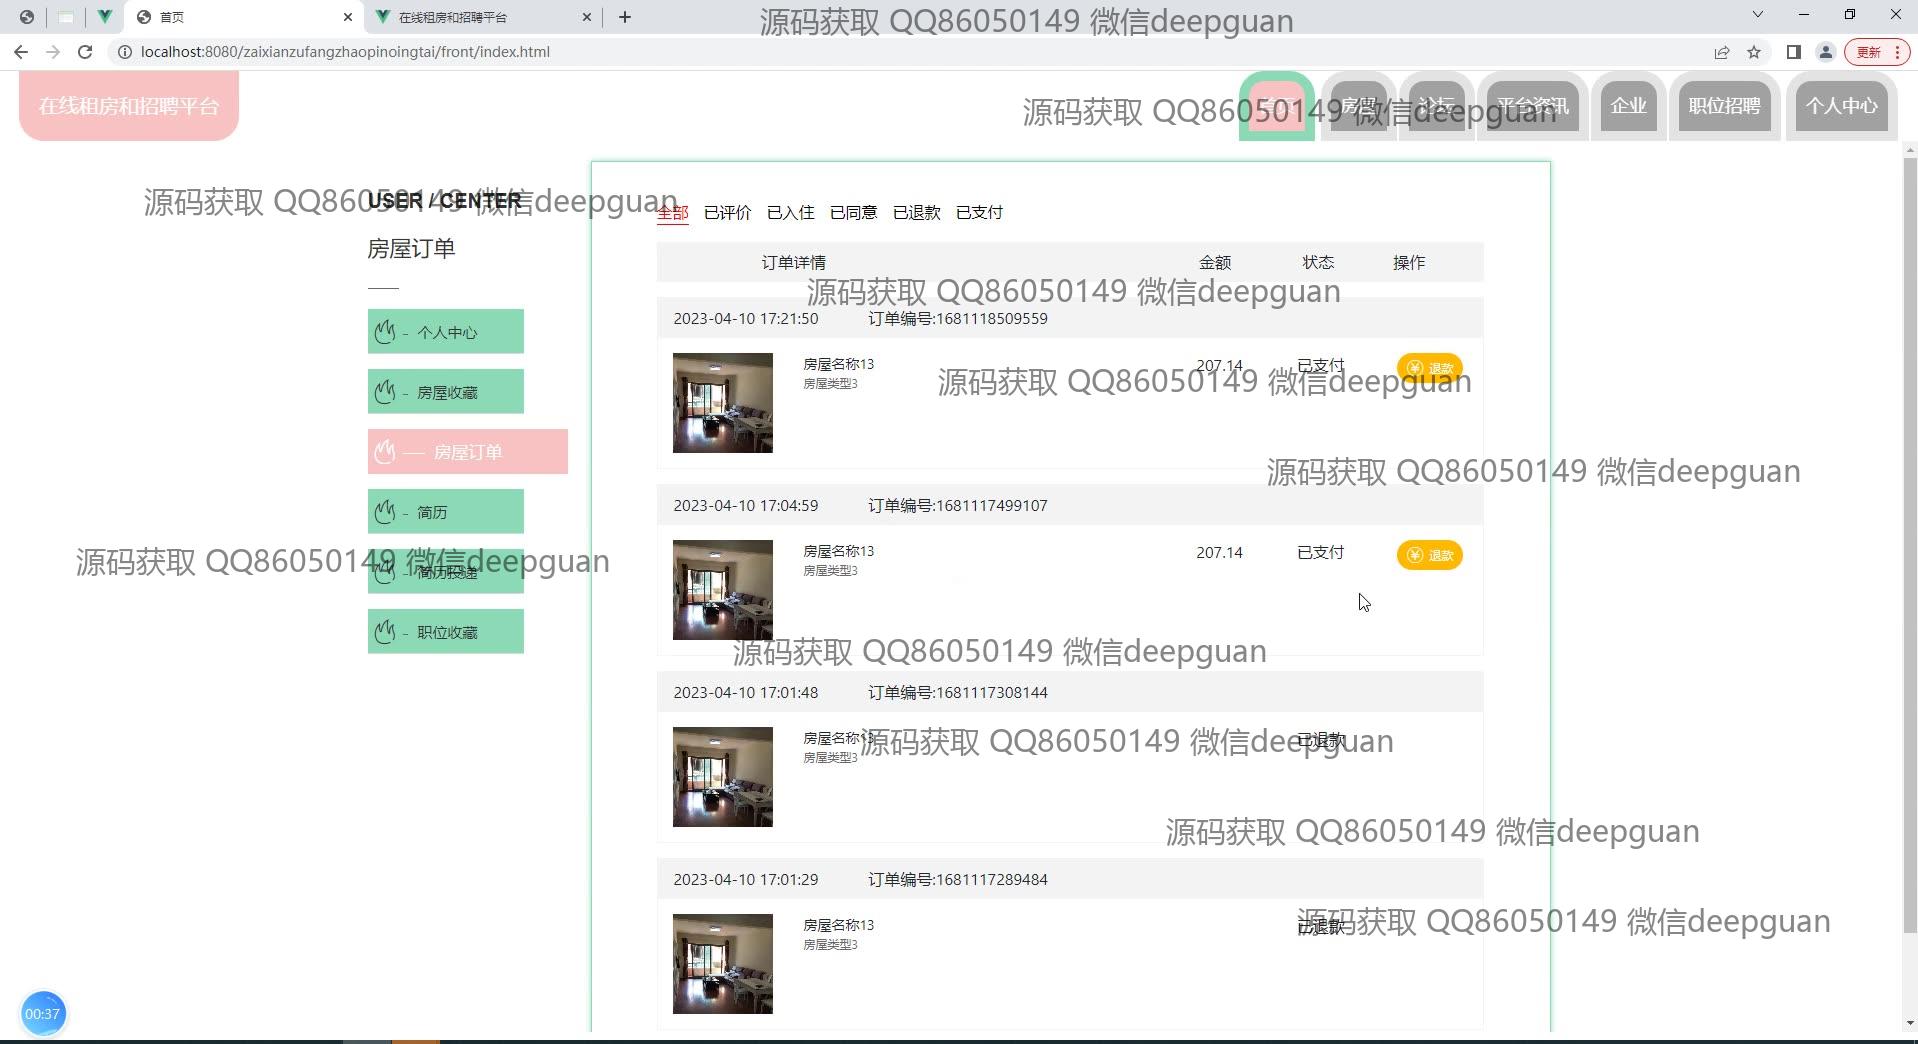 首页
在线租房和招聘平台
源码获取 QQ86050149 微信deepguan
localhost:8080/zaixianzufangzhaopinoingtai/front/index.html
更新
在线租房和招聘平台
首页
房屋
论坛
平台资讯
企业
职位招聘
个人中心
源码获取 QQ86050149 微信deepguan
源码获取 QQ86050149 微信deepguan
USER / CENTER
房屋订单
- 个人中心
- 房屋收藏
— 房屋订单
- 简历
源码获取 QQ86050149 微信deepguan
- 简历投递
- 职位收藏
全部 已评价 已入住 已同意 已退款 已支付
订单详情 金额 状态 操作
源码获取 QQ86050149 微信deepguan
2023-04-10 17:21:50 订单编号:1681118509559
房屋名称13 207.14 已支付 退款
房屋类型3
源码获取 QQ86050149 微信deepguan
源码获取 QQ86050149 微信deepguan
2023-04-10 17:04:59 订单编号:1681117499107
房屋名称13 207.14 已支付 退款
房屋类型3
源码获取 QQ86050149 微信deepguan
2023-04-10 17:01:48 订单编号:1681117308144
房屋名称13 已退款
房屋类型3
源码获取 QQ86050149 微信deepguan
源码获取 QQ86050149 微信deepguan
2023-04-10 17:01:29 订单编号:1681117289484
房屋名称13 已退款
房屋类型3
源码获取 QQ86050149 微信deepguan
00:37